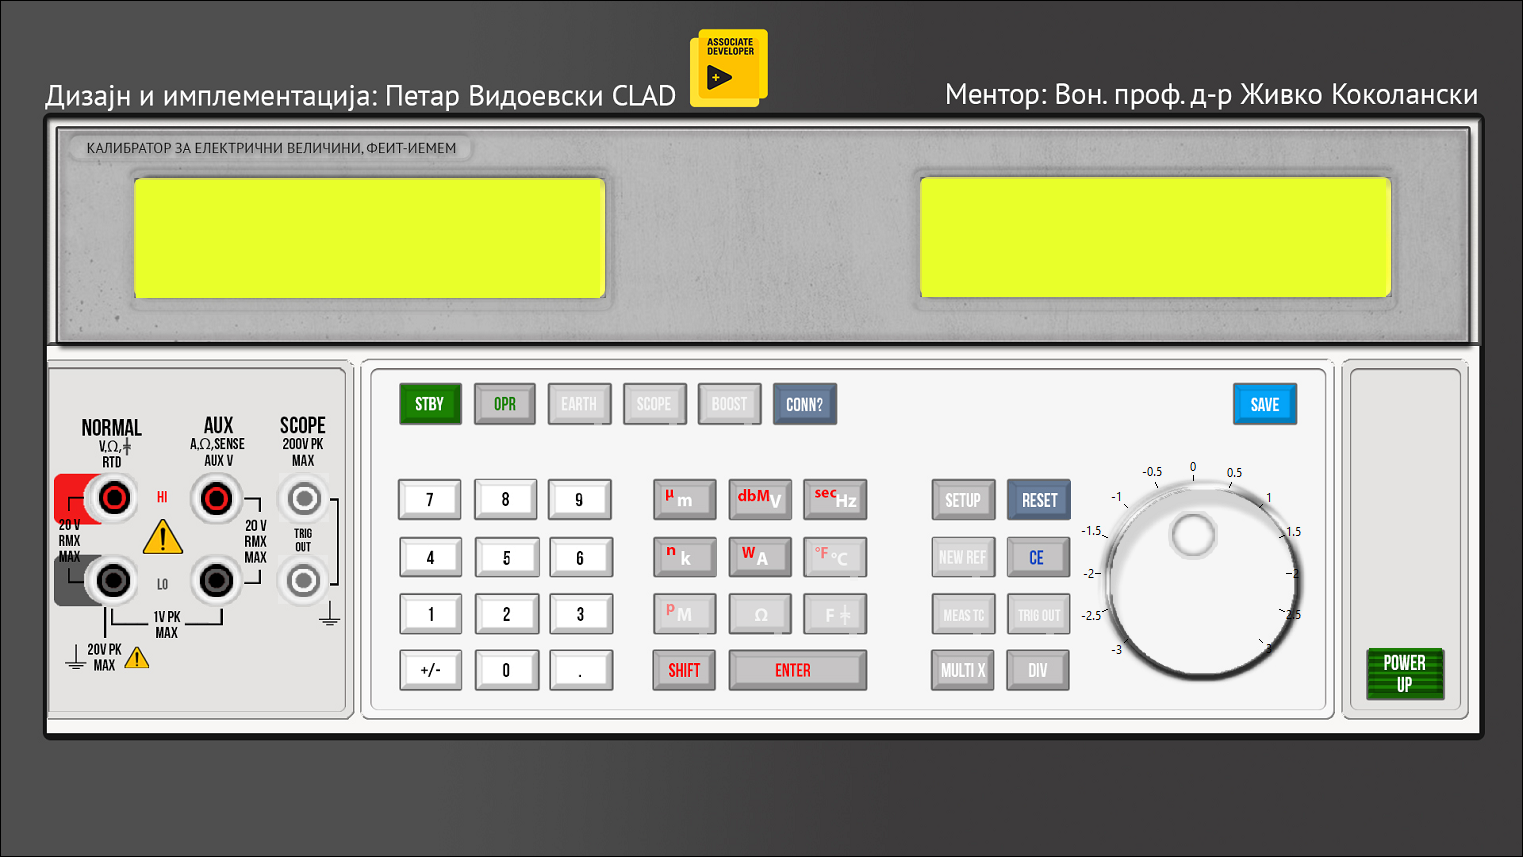 ASSOCIATE
DEVELOPER
Дизајн и имплементација: Петар Видоевски CLAD
Ментор: Вон. проф. д-р Живко Коколански
КАЛИБРАТОР ЗА ЕЛЕКТРИЧНИ ВЕЛИЧИНИ, ФЕИТ-ИЕМЕМ
NORMAL
V,Ω,
RTD
AUX
A,Ω,SENSE
AUX V
SCOPE
200V PK
MAX
HI
20 V
RMX
MAX
20 V
RMX
MAX
TRIG
OUT
LO
1V PK
MAX
20V PK
MAX
STBY OPR EARTH SCOPE BOOST CONN? SAVE
7 8 9 µ m dbM V sec Hz SETUP RESET
4 5 6 n k W A °F °C NEW REF CE
1 2 3 p M Ω F MEAS TC TRIG OUT
+/- 0 . SHIFT ENTER MULTI X DIV
-3
-2.5
-2
-1.5
-1
-0.5
0
0.5
1
1.5
2
2.5
3
POWER
UP